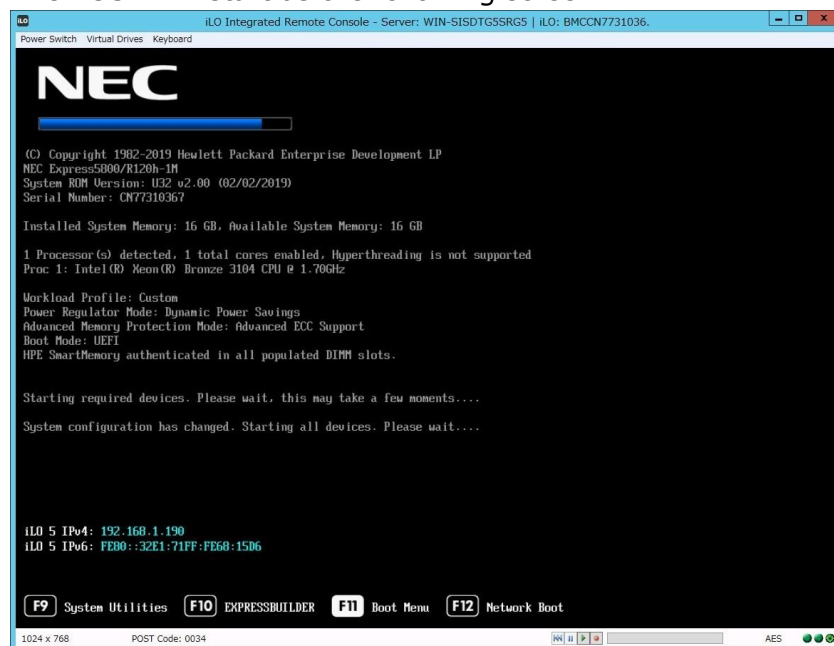 iLO Integrated Remote Console - Server: WIN-SISDTG5SRG5 | iLO: BMCCN7731036.
Power Switch Virtual Drives Keyboard
NEC
(C) Copyright 1982-2019 Hewlett Packard Enterprise Development LP
NEC Express5800/R120h-1M
System ROM Version: U32 v2.00 (02/02/2019)
Serial Number: CN77310367
Installed System Memory: 16 GB, Available System Memory: 16 GB
1 Processor(s) detected, 1 total cores enabled, Hyperthreading is not supported
Proc 1: Intel(R) Xeon(R) Bronze 3104 CPU @ 1.70GHz
Workload Profile: Custom
Power Regulator Mode: Dynamic Power Savings
Advanced Memory Protection Mode: Advanced ECC Support
Boot Mode: UEFI
HPE SmartMemory authenticated in all populated DIMM slots.
Starting required devices. Please wait, this may take a few moments....
System configuration has changed. Starting all devices. Please wait....
iLO 5 IPv4: 192.168.1.190
iLO 5 IPv6: FE80::32E1:71FF:FE68:15D6
F9 System Utilities F10 EXPRESSBUILDER F11 Boot Menu F12 Network Boot
1024 x 768 POST Code: 0034 AES